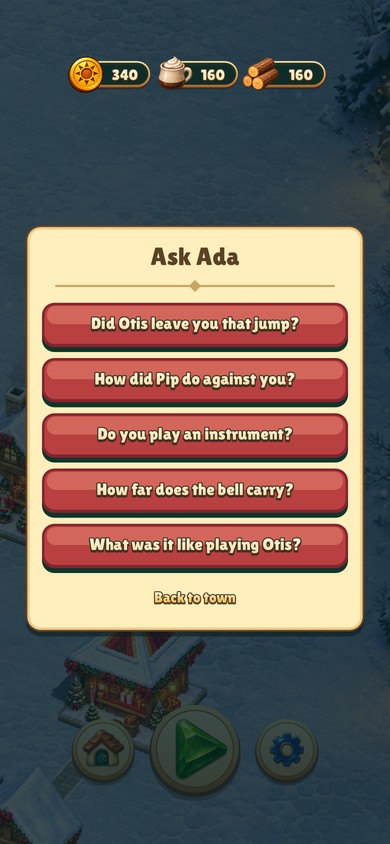 340
160
160
Ask Ada
Did Otis leave you that jump?
How did Pip do against you?
Do you play an instrument?
How far does the bell carry?
What was it like playing Otis?
Back to town